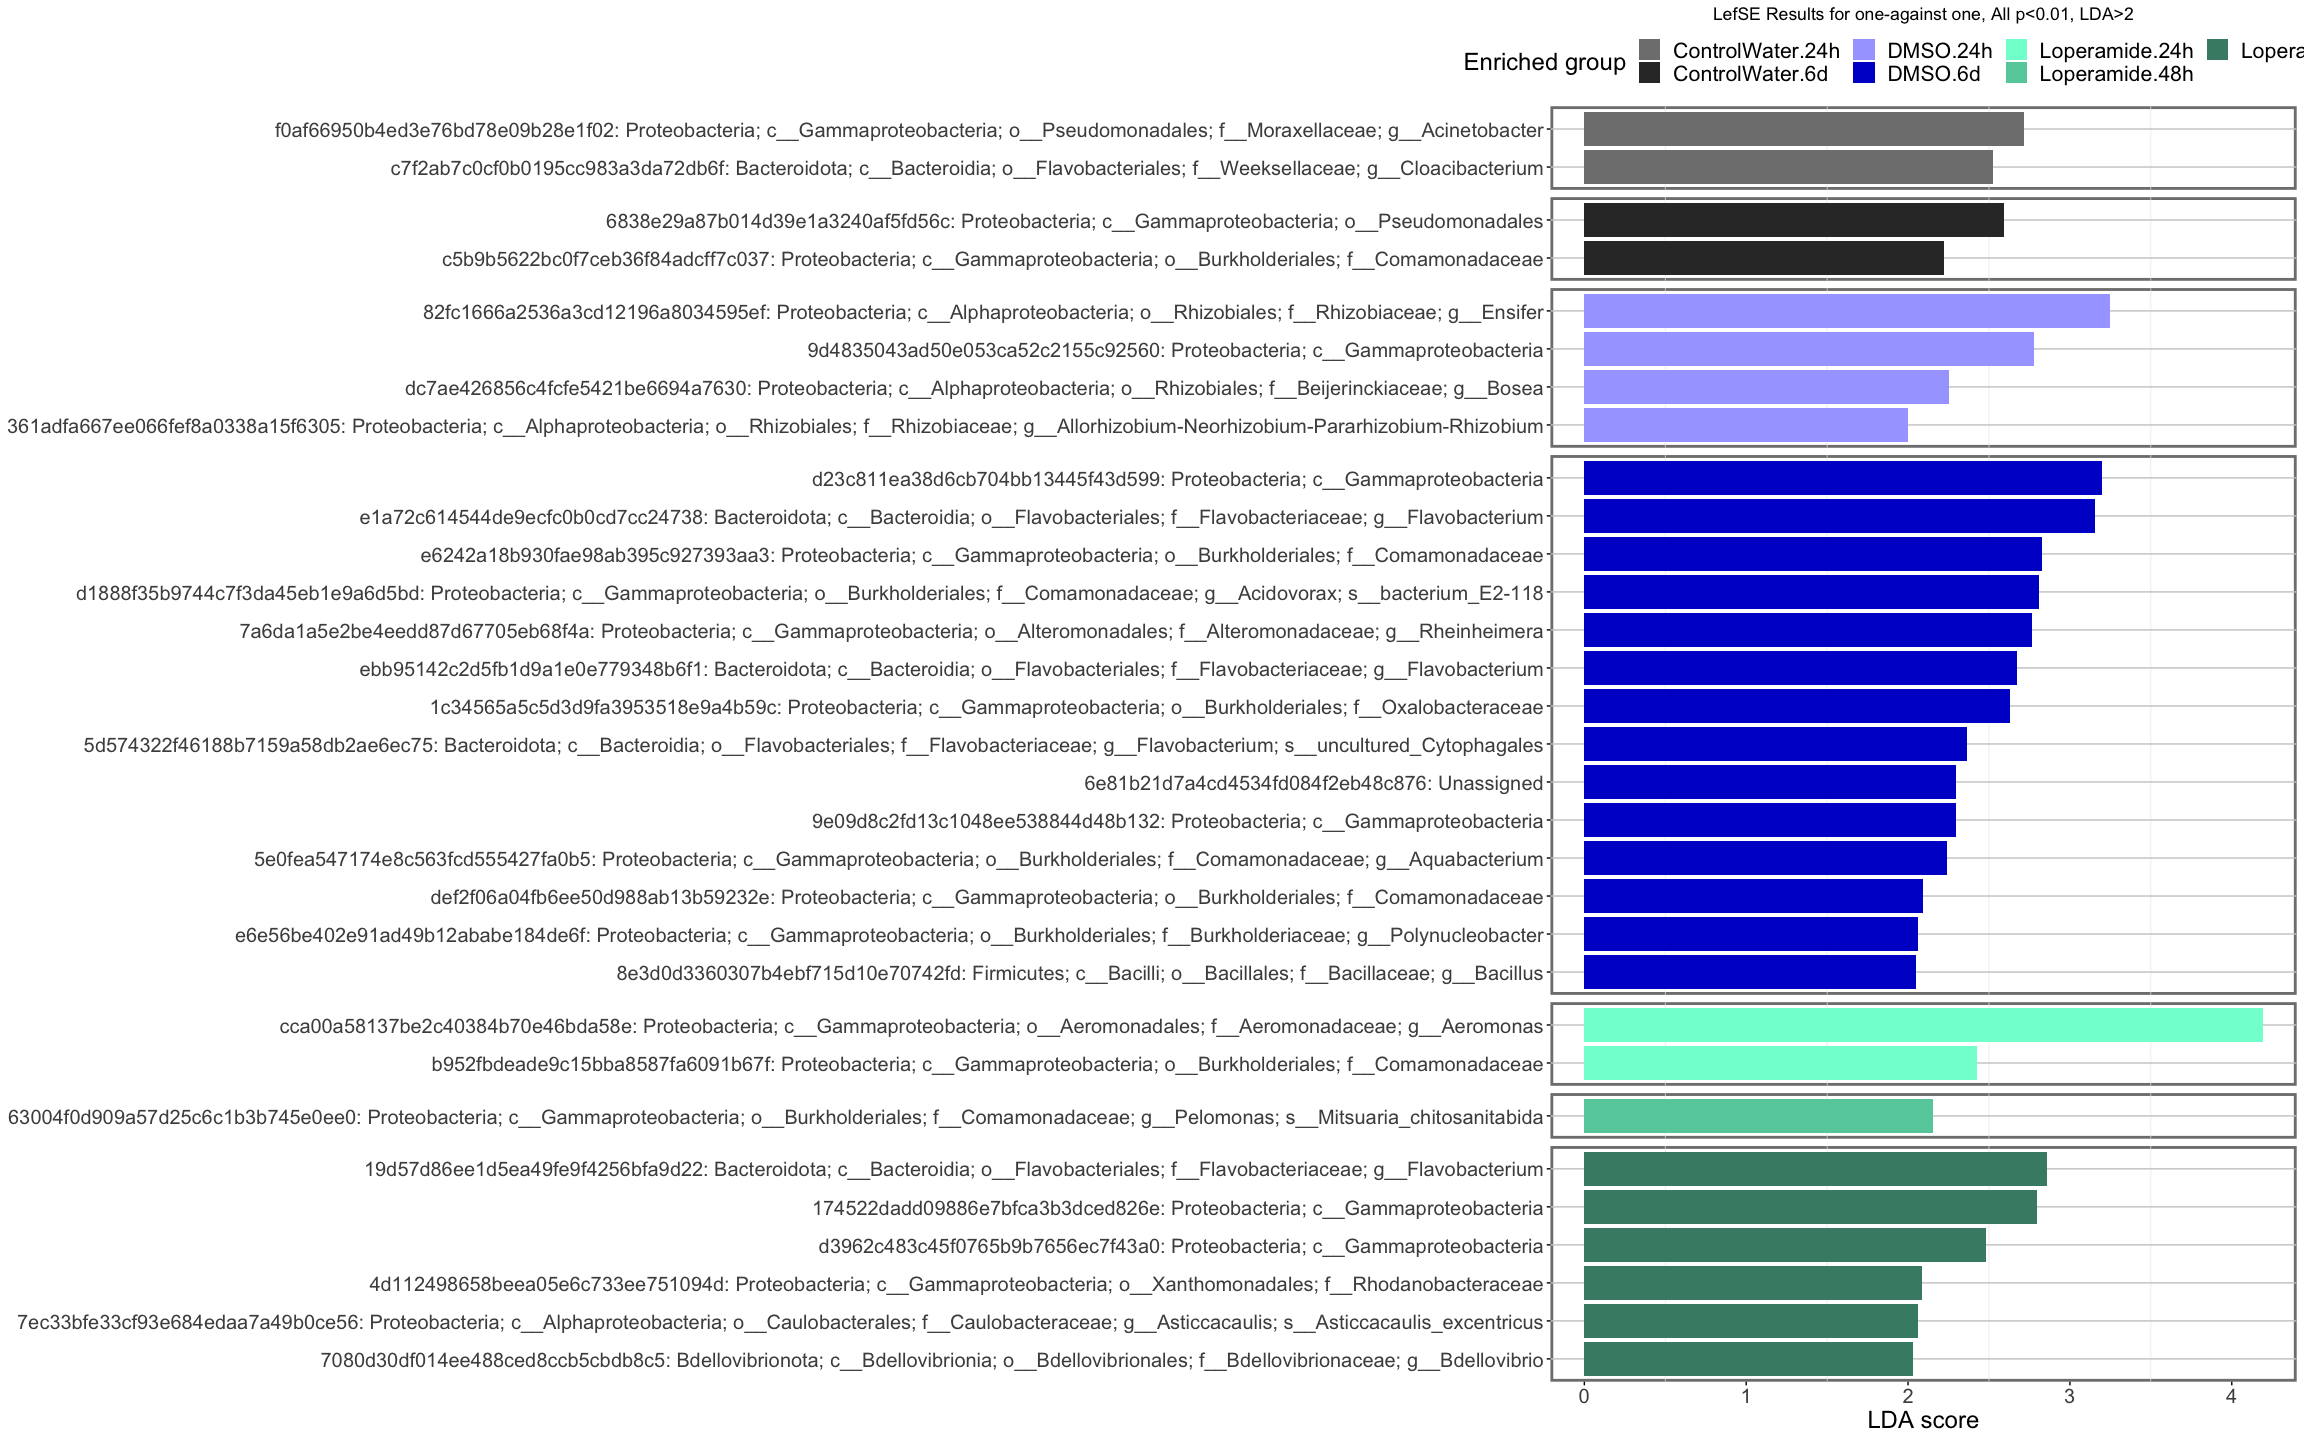 LefSE Results for one-against one, All p<0.01, LDA>2
Enriched group
ControlWater.24h DMSO.24h Loperamide.24h Lopera
ControlWater.6d DMSO.6d Loperamide.48h
f0af66950b4ed3e76bd78e09b28e1f02: Proteobacteria; c__Gammaproteobacteria; o__Pseudomonadales; f__Moraxellaceae; g__Acinetobacter
c7f2ab7c0cf0b0195cc983a3da72db6f: Bacteroidota; c__Bacteroidia; o__Flavobacteriales; f__Weeksellaceae; g__Cloacibacterium
6838e29a87b014d39e1a3240af5fd56c: Proteobacteria; c__Gammaproteobacteria; o__Pseudomonadales
c5b9b5622bc0f7ceb36f84adcff7c037: Proteobacteria; c__Gammaproteobacteria; o__Burkholderiales; f__Comamonadaceae
82fc1666a2536a3cd12196a8034595ef: Proteobacteria; c__Alphaproteobacteria; o__Rhizobiales; f__Rhizobiaceae; g__Ensifer
9d4835043ad50e053ca52c2155c92560: Proteobacteria; c__Gammaproteobacteria
dc7ae426856c4fcfe5421be6694a7630: Proteobacteria; c__Alphaproteobacteria; o__Rhizobiales; f__Beijerinckiaceae; g__Bosea
361adfa667ee066fef8a0338a15f6305: Proteobacteria; c__Alphaproteobacteria; o__Rhizobiales; f__Rhizobiaceae; g__Allorhizobium-Neorhizobium-Pararhizobium-Rhizobium
d23c811ea38d6cb704bb13445f43d599: Proteobacteria; c__Gammaproteobacteria
e1a72c614544de9ecfc0b0cd7cc24738: Bacteroidota; c__Bacteroidia; o__Flavobacteriales; f__Flavobacteriaceae; g__Flavobacterium
e6242a18b930fae98ab395c927393aa3: Proteobacteria; c__Gammaproteobacteria; o__Burkholderiales; f__Comamonadaceae
d1888f35b9744c7f3da45eb1e9a6d5bd: Proteobacteria; c__Gammaproteobacteria; o__Burkholderiales; f__Comamonadaceae; g__Acidovorax; s__bacterium_E2-118
7a6da1a5e2be4eedd87d67705eb68f4a: Proteobacteria; c__Gammaproteobacteria; o__Alteromonadales; f__Alteromonadaceae; g__Rheinheimera
ebb95142c2d5fb1d9a1e0e779348b6f1: Bacteroidota; c__Bacteroidia; o__Flavobacteriales; f__Flavobacteriaceae; g__Flavobacterium
1c34565a5c5d3d9fa3953518e9a4b59c: Proteobacteria; c__Gammaproteobacteria; o__Burkholderiales; f__Oxalobacteraceae
5d574322f46188b7159a58db2ae6ec75: Bacteroidota; c__Bacteroidia; o__Flavobacteriales; f__Flavobacteriaceae; g__Flavobacterium; s__uncultured_Cytophagales
6e81b21d7a4cd4534fd084f2eb48c876: Unassigned
9e09d8c2fd13c1048ee538844d48b132: Proteobacteria; c__Gammaproteobacteria
5e0fea547174e8c563fcd555427fa0b5: Proteobacteria; c__Gammaproteobacteria; o__Burkholderiales; f__Comamonadaceae; g__Aquabacterium
def2f06a04fb6ee50d988ab13b59232e: Proteobacteria; c__Gammaproteobacteria; o__Burkholderiales; f__Comamonadaceae
e6e56be402e91ad49b12ababe184de6f: Proteobacteria; c__Gammaproteobacteria; o__Burkholderiales; f__Burkholderiaceae; g__Polynucleobacter
8e3d0d3360307b4ebf715d10e70742fd: Firmicutes; c__Bacilli; o__Bacillales; f__Bacillaceae; g__Bacillus
cca00a58137be2c40384b70e46bda58e: Proteobacteria; c__Gammaproteobacteria; o__Aeromonadales; f__Aeromonadaceae; g__Aeromonas
b952fbdeade9c15bba8587fa6091b67f: Proteobacteria; c__Gammaproteobacteria; o__Burkholderiales; f__Comamonadaceae
63004f0d909a57d25c6c1b3b745e0ee0: Proteobacteria; c__Gammaproteobacteria; o__Burkholderiales; f__Comamonadaceae; g__Pelomonas; s__Mitsuaria_chitosanitabida
19d57d86ee1d5ea49fe9f4256bfa9d22: Bacteroidota; c__Bacteroidia; o__Flavobacteriales; f__Flavobacteriaceae; g__Flavobacterium
174522dadd09886e7bfca3b3dced826e: Proteobacteria; c__Gammaproteobacteria
d3962c483c45f0765b9b7656ec7f43a0: Proteobacteria; c__Gammaproteobacteria
4d112498658beea05e6c733ee751094d: Proteobacteria; c__Gammaproteobacteria; o__Xanthomonadales; f__Rhodanobacteraceae
7ec33bfe33cf93e684edaa7a49b0ce56: Proteobacteria; c__Alphaproteobacteria; o__Caulobacterales; f__Caulobacteraceae; g__Asticcacaulis; s__Asticcacaulis_excentricus
7080d30df014ee488ced8ccb5cbdb8c5: Bdellovibrionota; c__Bdellovibrionia; o__Bdellovibrionales; f__Bdellovibrionaceae; g__Bdellovibrio
0 1 2 3 4
LDA score